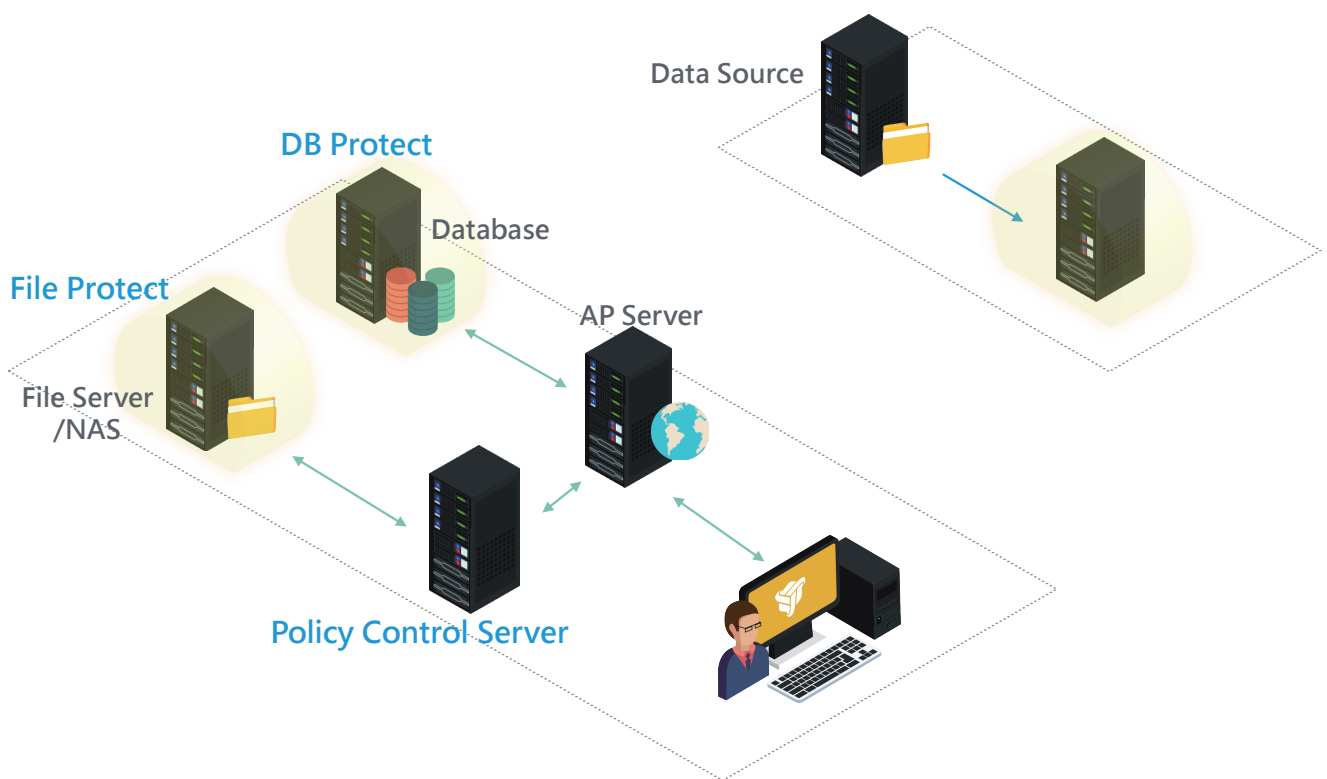 Data Source
DB Protect
Database
File Protect
AP Server
File Server
/NAS
Policy Control Server